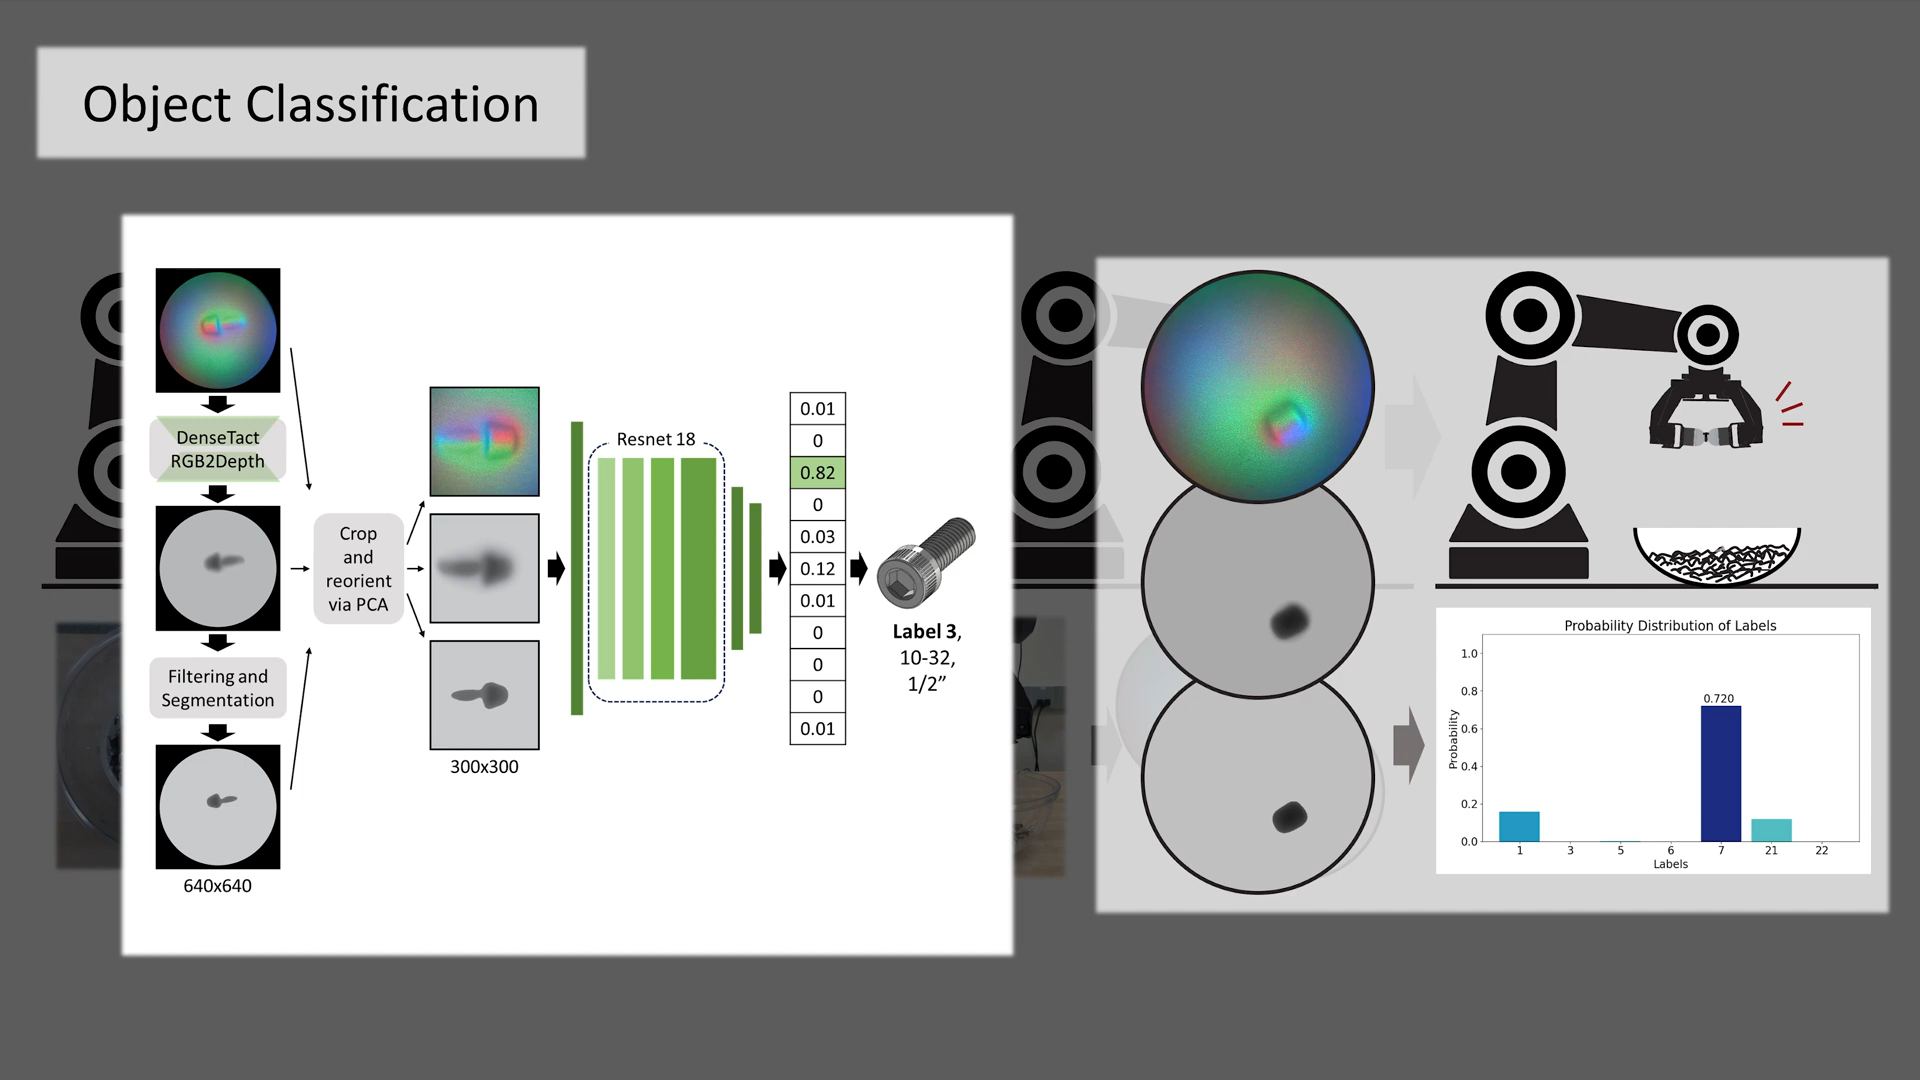 Object Classification
DenseTact
RGB2Depth
Filtering and
Segmentation
640x640
Crop
and
reorient
via PCA
300x300
Resnet 18
0.01
0
0.82
0
0.03
0.12
0.01
0
0
0
0.01
Label 3,
10-32,
1/2”
Probability Distribution of Labels
Probability
1.0
0.8
0.6
0.4
0.2
0.0
0.720
1 3 5 6 7 21 22
Labels